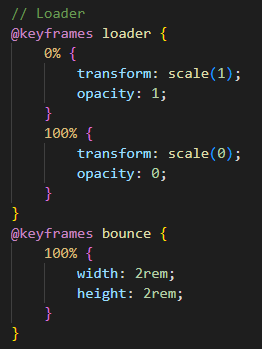 // Loader
@keyframes loader {
    0% {
        transform: scale(1);
        opacity: 1;
    }
    100% {
        transform: scale(0);
        opacity: 0;
    }
}
@keyframes bounce {
    100% {
        width: 2rem;
        height: 2rem;
    }
}